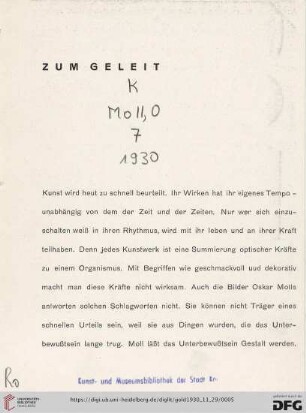 ZUM GELEIT
K
Moll,O
7
1930
Kunst wird heut zu schnell beurteilt. Ihr Wirken hat ihr eigenes Tempo –
unabhängig von dem der Zeit und der Zeiten. Nur wer sich einzu-
schalten weiß in ihren Rhythmus, wird mit ihr leben und an ihrer Kraft
teilhaben. Denn jedes Kunstwerk ist eine Summierung optischer Kräfte
zu einem Organismus. Mit Begriffen wie geschmackvoll und dekorativ
macht man diese Kräfte nicht wirksam. Auch die Bilder Oskar Molls
antworten solchen Schlagworten nicht. Sie können nicht Träger eines
schnellen Urteils sein, weil sie aus Dingen wurden, die das Unter-
bewußtsein lange trug. Moll läßt das Unterbewußtsein Gestalt werden.
Kunst- und Museumsbibliothek der Stadt
UNIVERSITÄTS-
BIBLIOTHEK
HEIDELBERG
https://digi.ub.uni-heidelberg.de/diglit/gold1930_11_29/0005
DFG